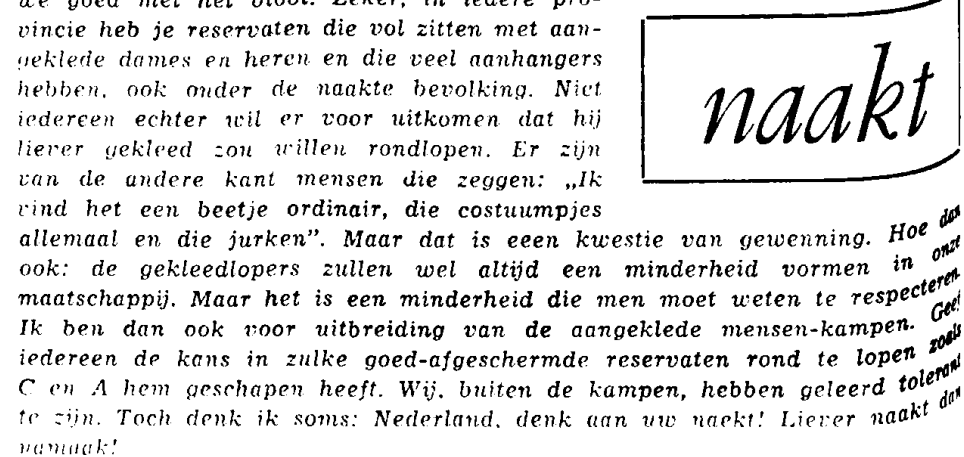 we goed met het bloot. Zeker, in iedere pro-
vincie heb je reservaten die vol zitten met aan-
geklede dames en heren en die veel aanhangers
hebben, ook onder de naakte bevolking. Niet
iedereen echter wil er voor uitkomen dat hij
liever gekleed zou willen rondlopen. Er zijn
van de andere kant mensen die zeggen: „Ik
vind het een beetje ordinair, die costuumpjes
naakt
allemaal en die jurken”. Maar dat is eeen kwestie van gewenning. Hoe dan
ook: de gekleedlopers zullen wel altijd een minderheid vormen in onze
maatschappij. Maar het is een minderheid die men moet weten te respecteren.
Ik ben dan ook voor uitbreiding van de aangeklede mensen-kampen. Geef
iedereen de kans in zulke goed-afgeschermde reservaten rond te lopen zoals
C en A hem geschapen heeft. Wij, buiten de kampen, hebben geleerd tolerant
te zijn. Toch denk ik soms: Nederland, denk aan uw naekt! Liever naakt dan
namaak!